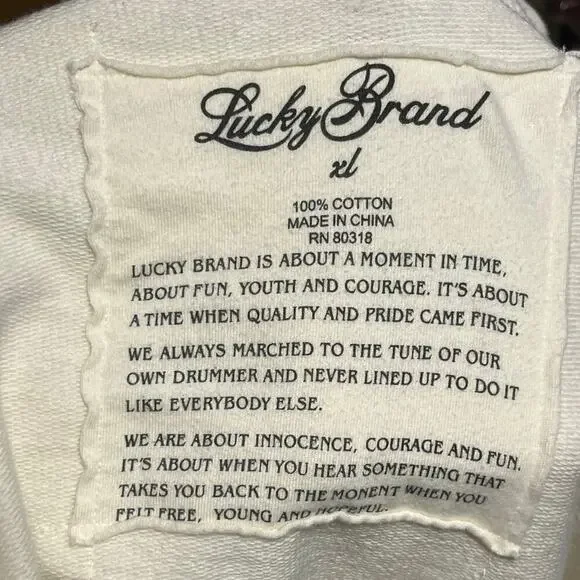 Lucky Brand
xl
100% COTTON
MADE IN CHINA
RN 80318
LUCKY BRAND IS ABOUT A MOMENT IN TIME,
ABOUT FUN, YOUTH AND COURAGE. IT'S ABOUT
A TIME WHEN QUALITY AND PRIDE CAME FIRST.
WE ALWAYS MARCHED TO THE TUNE OF OUR
OWN DRUMMER AND NEVER LINED UP TO DO IT
LIKE EVERYBODY ELSE.
WE ARE ABOUT INNOCENCE, COURAGE AND FUN.
IT'S ABOUT WHEN YOU HEAR SOMETHING THAT
TAKES YOU BACK TO THE MONENT WHEN YOU
FELT FREE, YOUNG AND HOPEFUL.